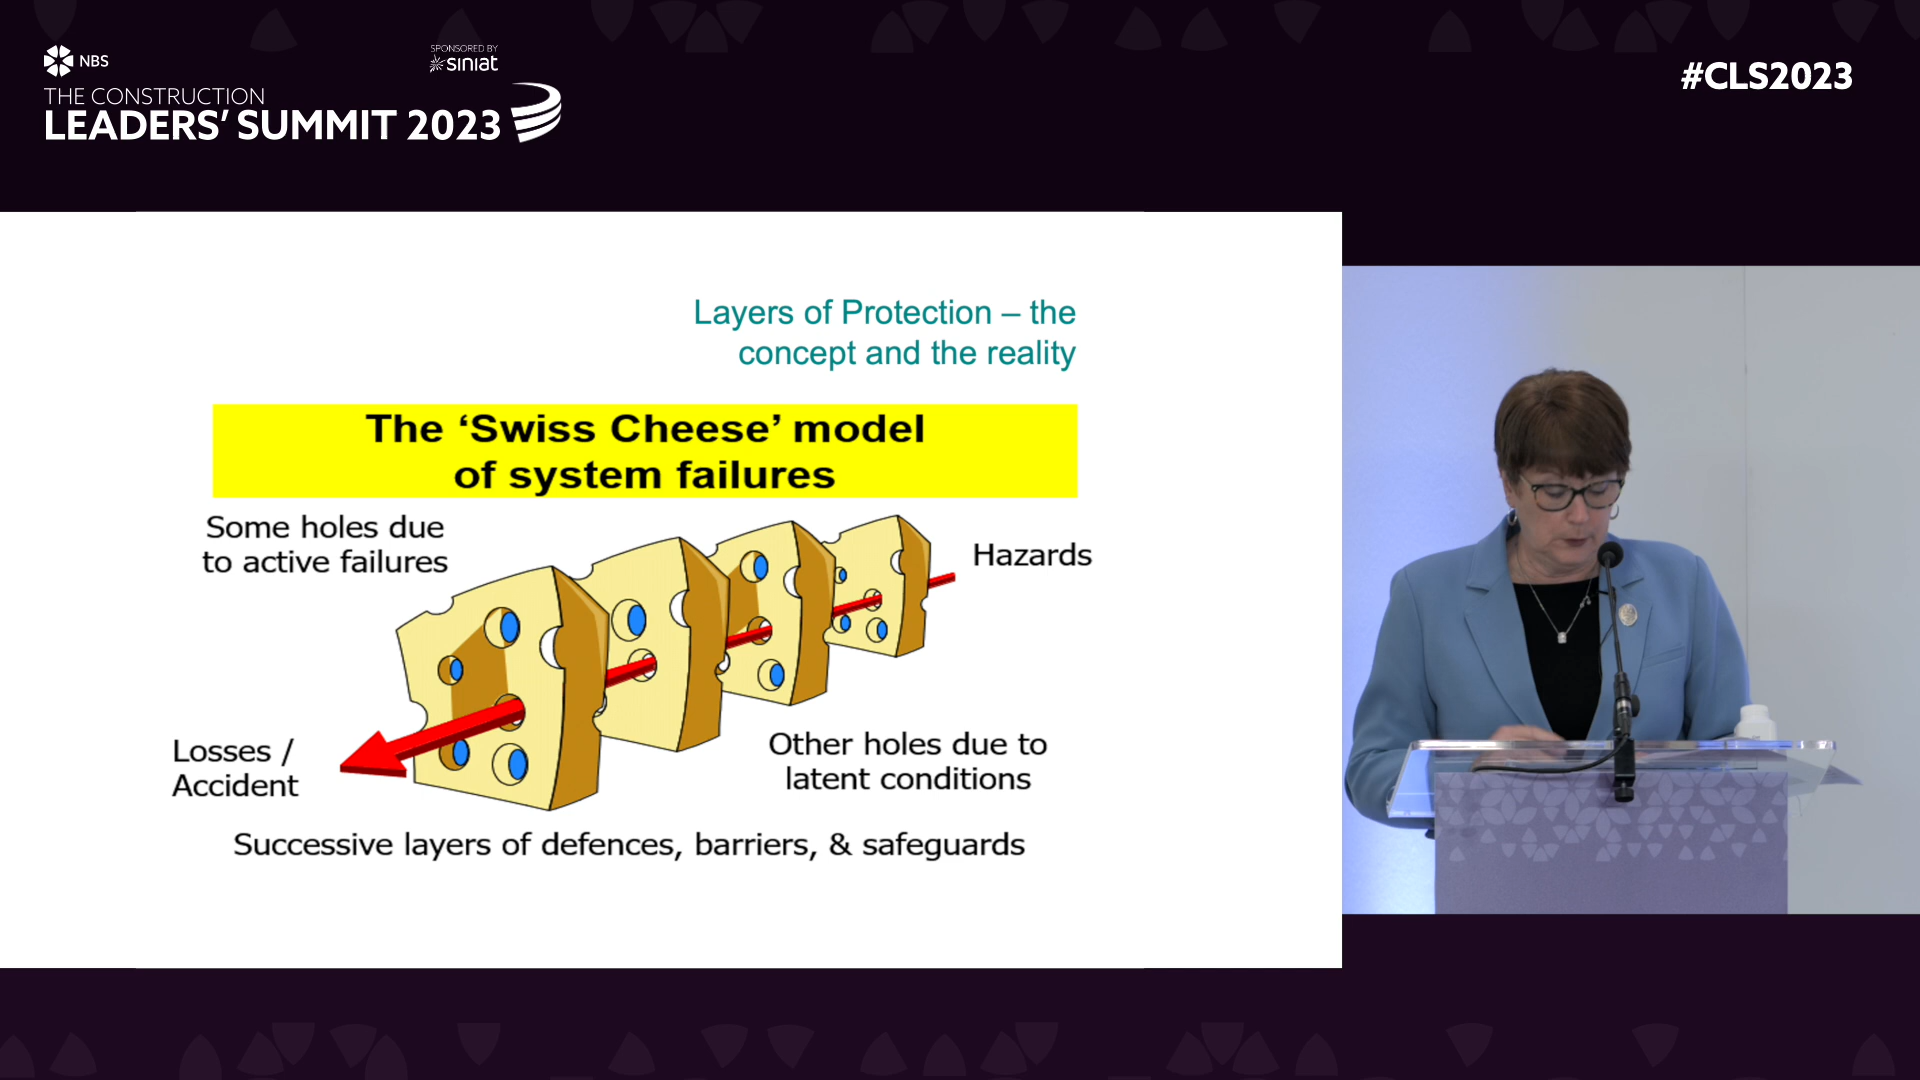 NBS
SPONSORED BY
siniat
THE CONSTRUCTION
LEADERS’ SUMMIT 2023
#CLS2023
Layers of Protection – the
concept and the reality
The ‘Swiss Cheese’ model
of system failures
Some holes due
to active failures
Hazards
Losses /
Accident
Other holes due to
latent conditions
Successive layers of defences, barriers, & safeguards